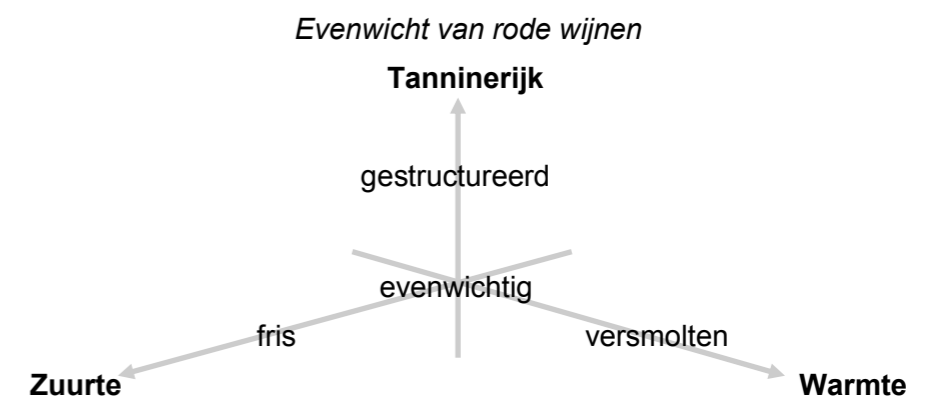 Evenwicht van rode wijnen
Tanninerijk
gestructureerd
evenwichtig
fris
versmolten
Zuurte
Warmte